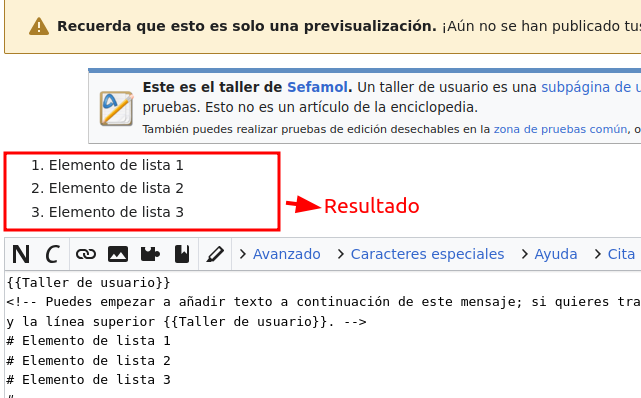 Recuerda que esto es solo una previsualización. ¡Aún no se han publicado tus
Este es el taller de Sefamol. Un taller de usuario es una subpágina de u
pruebas. Esto no es un artículo de la enciclopedia.
También puedes realizar pruebas de edición desechables en la zona de pruebas común, o
1. Elemento de lista 1
2. Elemento de lista 2
3. Elemento de lista 3
Resultado
N C Avanzado Caracteres especiales Ayuda Cita
{{Taller de usuario}}
<!-- Puedes empezar a añadir texto a continuación de este mensaje; si quieres tra
y la línea superior {{Taller de usuario}}. -->
# Elemento de lista 1
# Elemento de lista 2
# Elemento de lista 3
#